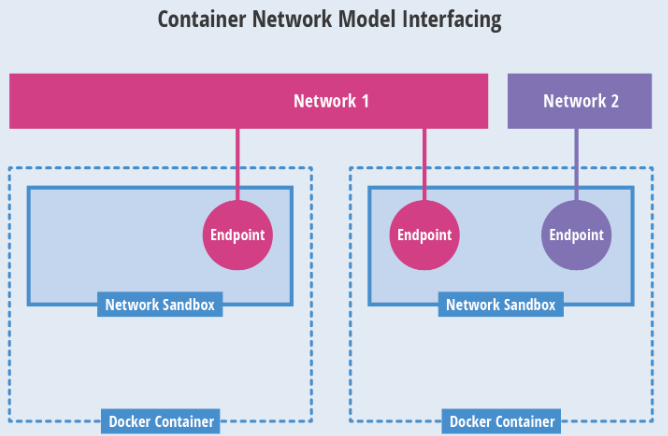 Container Network Model Interfacing
Network 1
Network 2
Endpoint
Endpoint
Endpoint
Network Sandbox
Network Sandbox
Docker Container
Docker Container